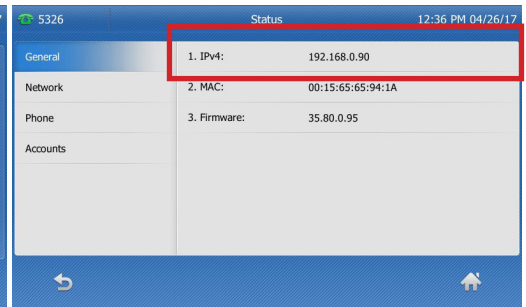 5326 Status 12:36 PM 04/26/17
General
Network
Phone
Accounts
1. IPv4: 192.168.0.90
2. MAC: 00:15:65:65:94:1A
3. Firmware: 35.80.0.95